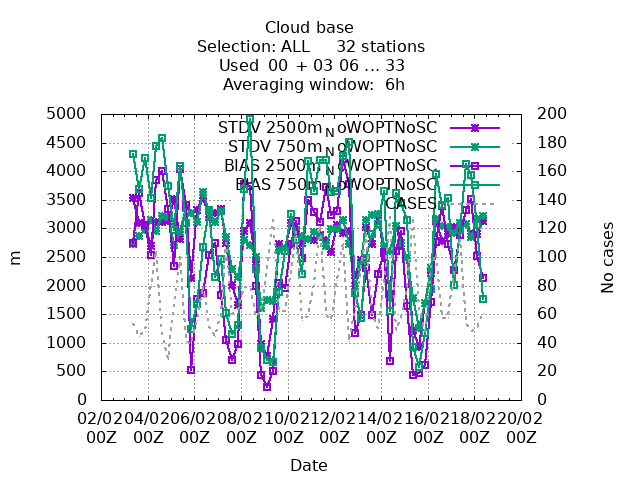 Cloud base
Selection: ALL 32 stations
Used 00 + 03 06 ... 33
Averaging window: 6h
5000
4500
4000
3500
3000
2500
2000
1500
1000
500
0
m
200
180
160
140
120
100
80
60
40
20
0
No cases
STDV 2500m_NoWOPTNoSC
STDV 750m_NoWOPTNoSC
BIAS 2500m_NoWOPTNoSC
BIAS 750m_NoWOPTNoSC
CASES
02/02 04/02 06/02 08/02 10/02 12/02 14/02 16/02 18/02 20/02
00Z 00Z 00Z 00Z 00Z 00Z 00Z 00Z 00Z 00Z
Date